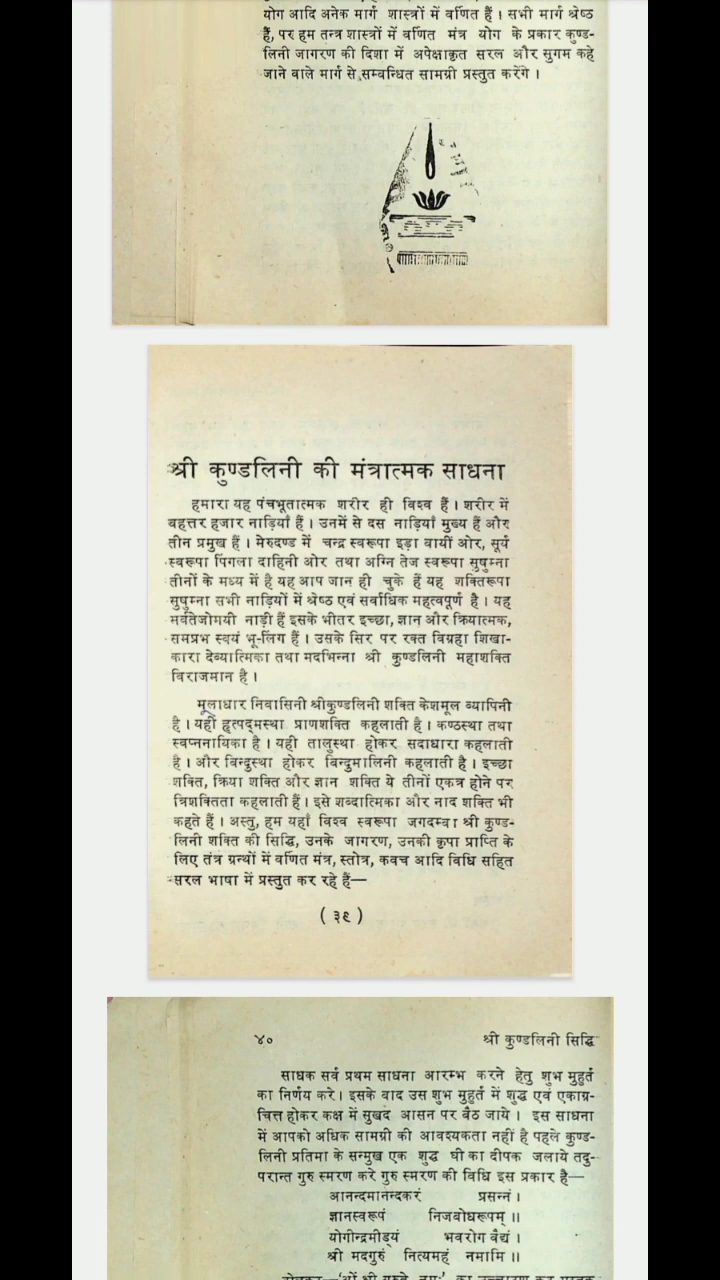 योग आदि अनेक मार्ग शास्त्रों में वर्णित हैं । सभी मार्ग श्रेष्ठ
हैं, पर हम तन्त्र शास्त्रों में वर्णित मंत्र योग के प्रकार कुण्ड-
लिनी जागरण की दिशा में अपेक्षाकृत सरल और सुगम कहे
जाने वाले मार्ग से सम्बन्धित सामग्री प्रस्तुत करेंगे ।
श्री कुण्डलिनी की मंत्रात्मक साधना
हमारा यह पंचभूतात्मक शरीर ही विश्व हैं । शरीर में
बहत्तर हजार नाड़ियाँ हैं । उनमें से दस नाड़ियाँ मुख्य हैं और
तीन प्रमुख हैं । मेरुदण्ड में चन्द्र स्वरूपा इड़ा बायीं ओर, सूर्य
स्वरूपा पिंगला दाहिनी ओर तथा अग्नि तेज स्वरूपा सुषुम्ना
तीनों के मध्य में है यह आप जान ही चुके हैं यह शक्तिरूपा
सुषुम्ना सभी नाड़ियों में श्रेष्ठ एवं सर्वाधिक महत्वपूर्ण है । यह
सर्वतेजोमयी नाड़ी हैं इसके भीतर इच्छा, ज्ञान और क्रियात्मक,
समप्रभ स्वयं भू-लिंग हैं । उसके सिर पर रक्त विग्रहा शिखा-
कारा देव्यात्मिका तथा मदभिन्ना श्री कुण्डलिनी महाशक्ति
विराजमान है ।
मूलाधार निवासिनी श्रीकुण्डलिनी शक्ति केशमूल व्यापिनी
है । यहीं हृत्पद्मस्था प्राणशक्ति कहलाती है । कण्ठस्था तथा
स्वप्ननायिका है । यही तालुस्था होकर सदाधारा कहलाती
है । और बिन्दुस्था होकर बिन्दुमालिनी कहलाती है । इच्छा
शक्ति, क्रिया शक्ति और ज्ञान शक्ति ये तीनों एकत्र होने पर
त्रिशक्तिता कहलाती हैं । इसे शब्दात्मिका और नाद शक्ति भी
कहते हैं । अस्तु, हम यहाँ विश्व स्वरूपा जगदम्बा श्री कुण्ड-
लिनी शक्ति की सिद्धि, उनके जागरण, उनकी कृपा प्राप्ति के
लिए तंत्र ग्रन्थों में वर्णित मंत्र, स्तोत्र, कवच आदि विधि सहित
सरल भाषा में प्रस्तुत कर रहे हैं—
( ३९ )
४० श्री कुण्डलिनी सिद्धि
साधक सर्व प्रथम साधना आरम्भ करने हेतु शुभ मुहुर्त
का निर्णय करे । इसके बाद उस शुभ मुहुर्त में शुद्ध एवं एकाग्र-
चित्त होकर कक्ष में सुखद आसन पर बैठ जाये । इस साधना
में आपको अधिक सामग्री की आवश्यकता नहीं है पहले कुण्ड-
लिनी प्रतिमा के सन्मुख एक शुद्ध घी का दीपक जलाये तदु-
परान्त गुरु स्मरण करे गुरु स्मरण की विधि इस प्रकार है—
आनन्दमानन्दकरं प्रसन्नं ।
ज्ञानस्वरूपं निजबोधरूपम् ॥
योगीन्द्रमीड्यं भवरोग वैद्यं ।
श्री मदगुरुं नित्यमहं नमामि ॥